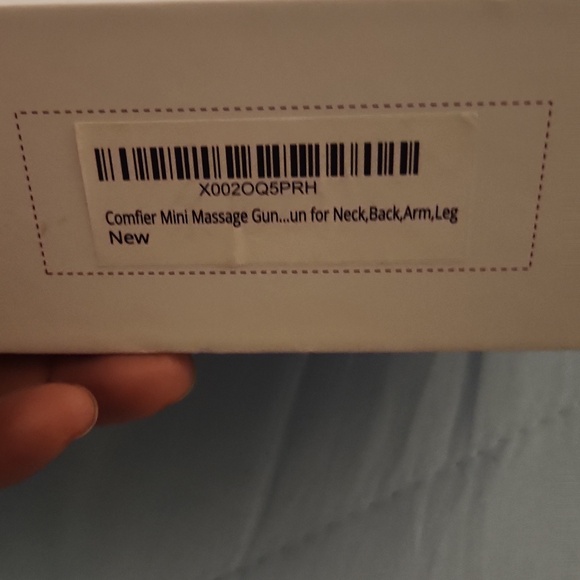 X002OQ5PRH
Comfier Mini Massage Gun...un for Neck,Back,Arm,Leg
New